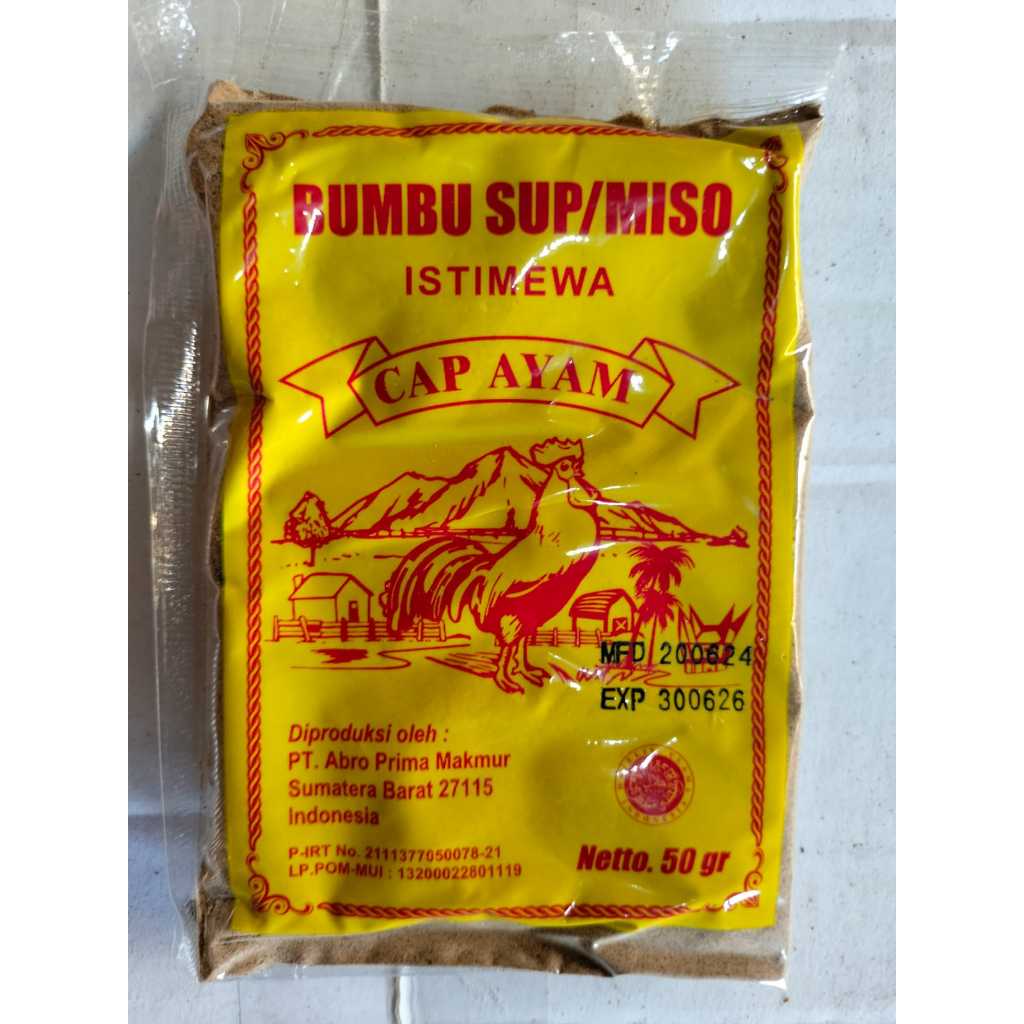 BUMBU SUP/MISO
ISTIMEWA
CAP AYAM
MFD 200624
EXP 300626
Diproduksi oleh :
PT. Abro Prima Makmur
Sumatera Barat 27115
Indonesia
P-IRT No. 2111377050078-21
LP.POM-MUI : 13200022801119
Netto. 50 gr